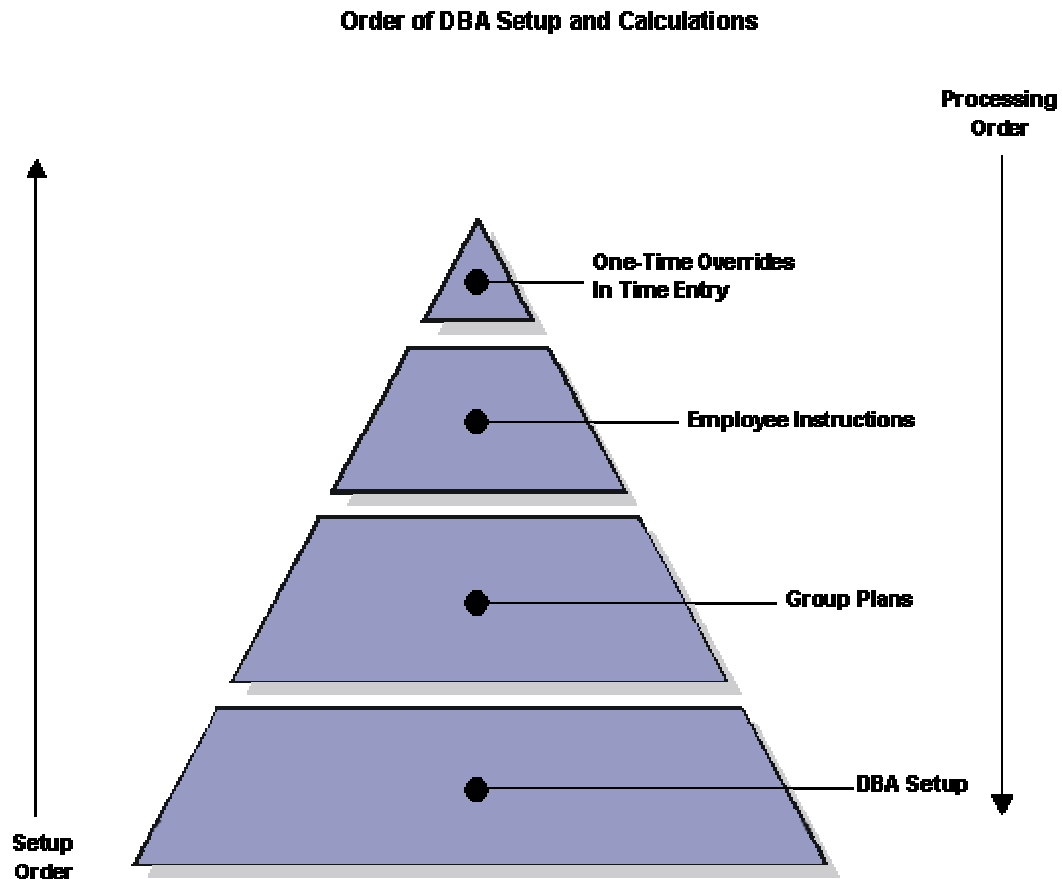 Order of DBA Setup and Calculations
Processing
Order
One-Time Overrides
In Time Entry
Employee Instructions
Group Plans
DBA Setup
Setup
Order